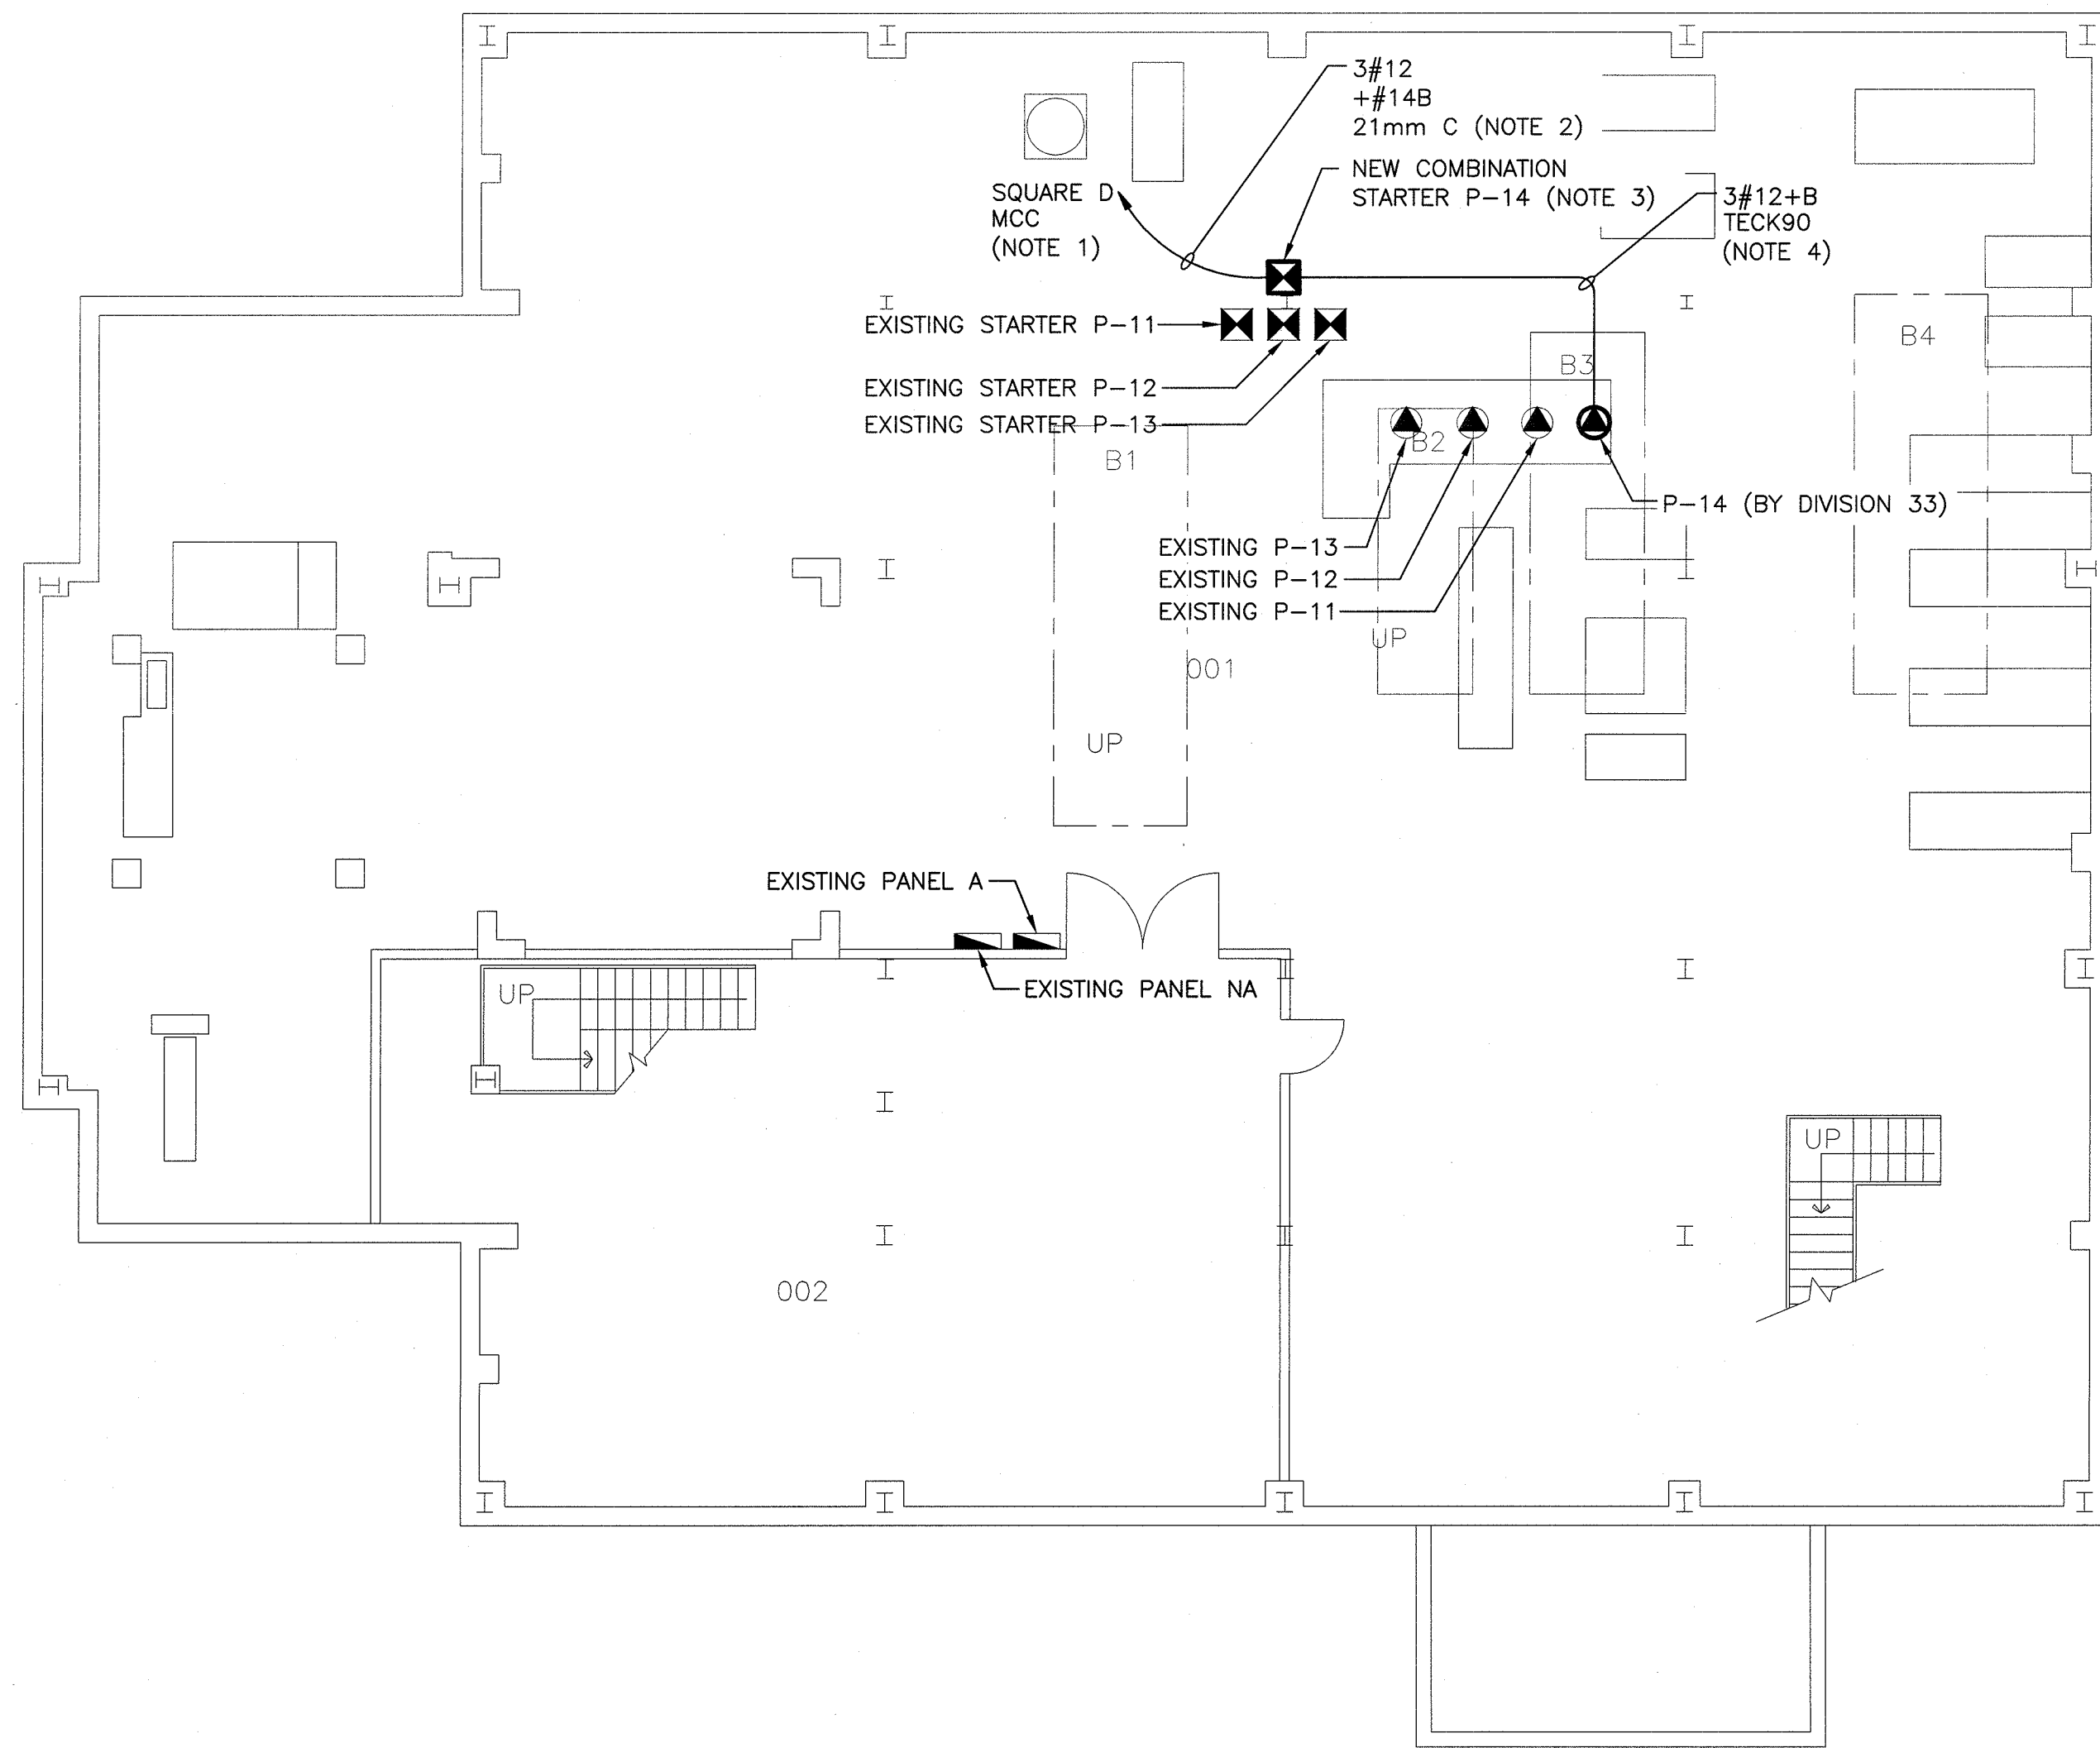 3#12
+#14B
21mm C (NOTE 2)
NEW COMBINATION
STARTER P-14 (NOTE 3)
SQUARE D
MCC
(NOTE 1)
3#12+B
TECK90
(NOTE 4)
EXISTING STARTER P-11
EXISTING STARTER P-12
EXISTING STARTER P-13
B4
B3
B2
B1
P-14 (BY DIVISION 33)
EXISTING P-13
EXISTING P-12
EXISTING P-11
UP
001
UP
EXISTING PANEL A
EXISTING PANEL NA
UP
UP
002